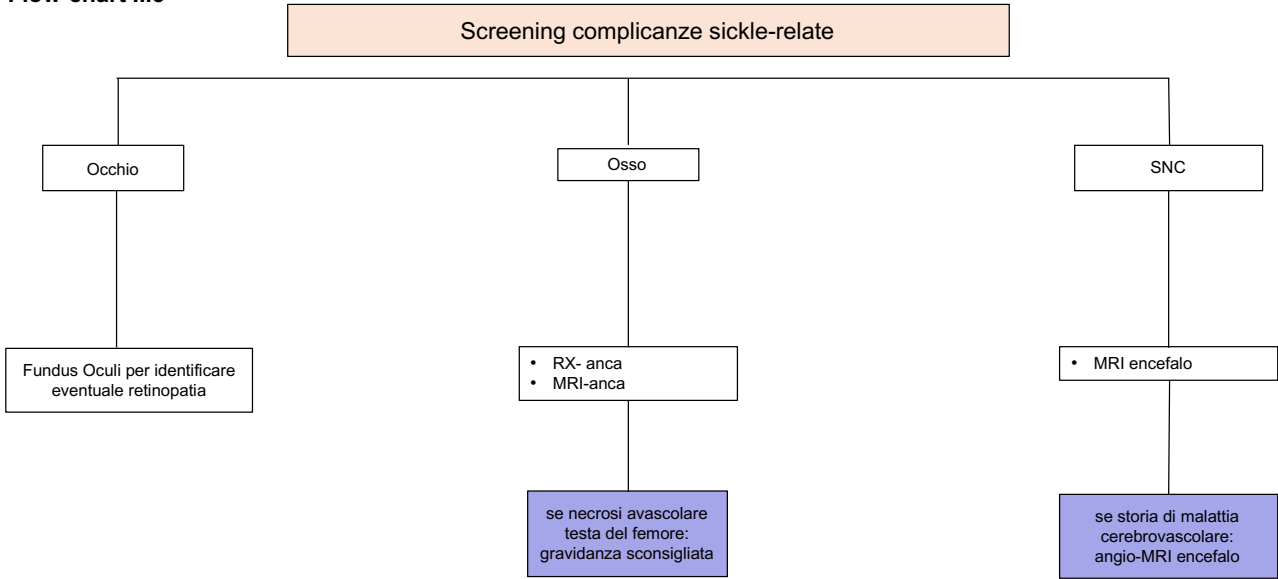 Screening complicanze sickle-relate
Occhio
Osso
SNC
Fundus Oculi per identificare
eventuale retinopatia
• RX- anca
• MRI-anca
• MRI encefalo
se necrosi avascolare
testa del femore:
gravidanza sconsigliata
se storia di malattia
cerebrovascolare:
angio-MRI encefalo